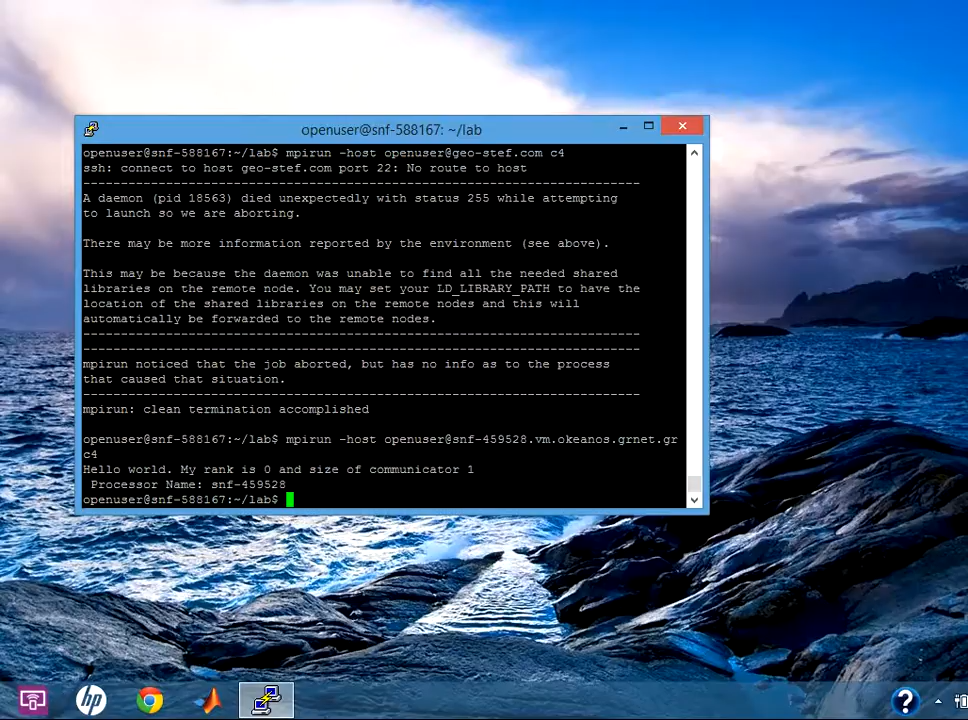 openuser@snf-588167: ~/lab
openuser@snf-588167:~/lab$ mpirun -host openuser@geo-stef.com c4
ssh: connect to host geo-stef.com port 22: No route to host
--------------------------------------------------------------------------
A daemon (pid 18563) died unexpectedly with status 255 while attempting
to launch so we are aborting.
There may be more information reported by the environment (see above).
This may be because the daemon was unable to find all the needed shared
libraries on the remote node. You may set your LD_LIBRARY_PATH to have the
location of the shared libraries on the remote nodes and this will
automatically be forwarded to the remote nodes.
--------------------------------------------------------------------------
--------------------------------------------------------------------------
mpirun noticed that the job aborted, but has no info as to the process
that caused that situation.
--------------------------------------------------------------------------
mpirun: clean termination accomplished
openuser@snf-588167:~/lab$ mpirun -host openuser@snf-459528.vm.okeanos.grnet.gr
c4
Hello world. My rank is 0 and size of communicator 1
Processor Name: snf-459528
openuser@snf-588167:~/lab$
hp
?